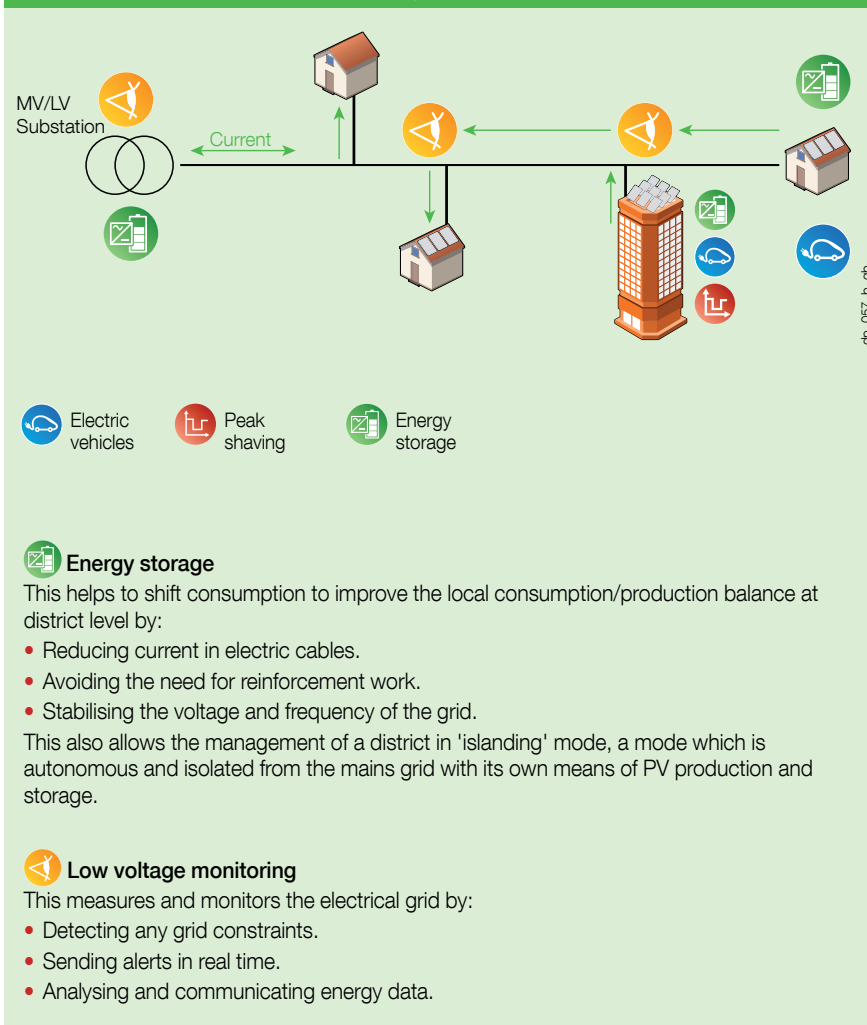 MV/LV
Substation
Current
Electric
vehicles
Peak
shaving
Energy
storage
Energy storage
This helps to shift consumption to improve the local consumption/production balance at
district level by:
• Reducing current in electric cables.
• Avoiding the need for reinforcement work.
• Stabilising the voltage and frequency of the grid.
This also allows the management of a district in 'islanding' mode, a mode which is
autonomous and isolated from the mains grid with its own means of PV production and
storage.
Low voltage monitoring
This measures and monitors the electrical grid by:
• Detecting any grid constraints.
• Sending alerts in real time.
• Analysing and communicating energy data.